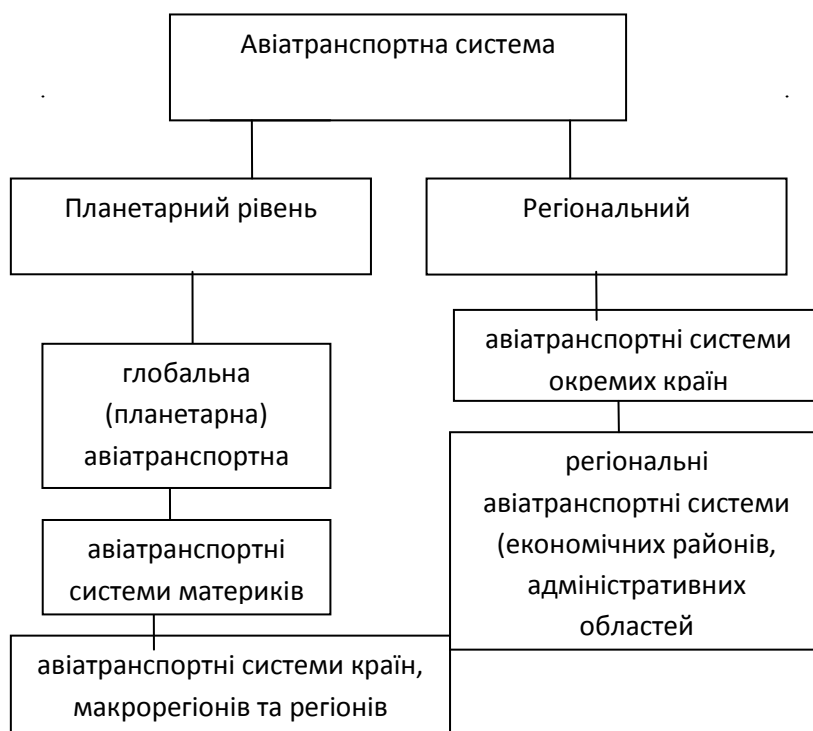 Авіатранспортна система
Планетарний рівень
Регіональний
глобальна
(планетарна)
авіатранспортна
авіатранспортні
системи материків
авіатранспортні системи країн,
макрорегіонів та регіонів
авіатранспортні системи
окремих країн
регіональні
авіатранспортні системи
(економічних районів,
адміністративних
областей